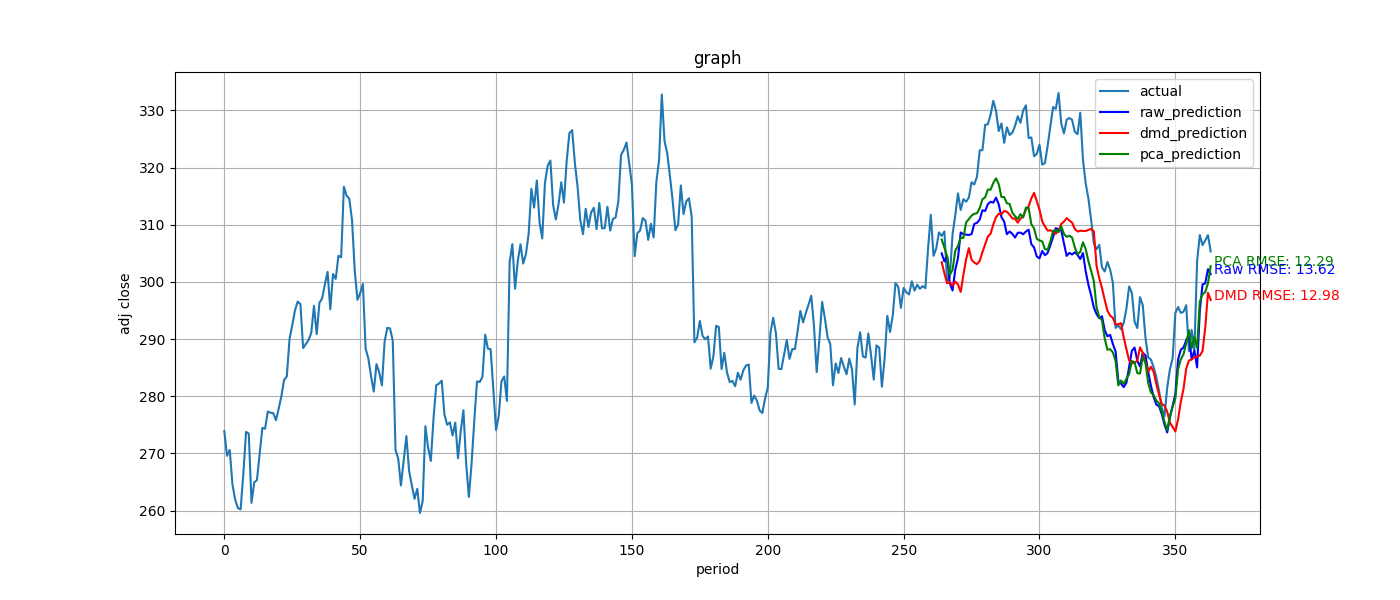 graph
actual
raw_prediction
dmd_prediction
pca_prediction
330
320
310
300
290
280
270
260
adj close
PCA RMSE: 12.29
Raw RMSE: 13.62
DMD RMSE: 12.98
0 50 100 150 200 250 300 350
period